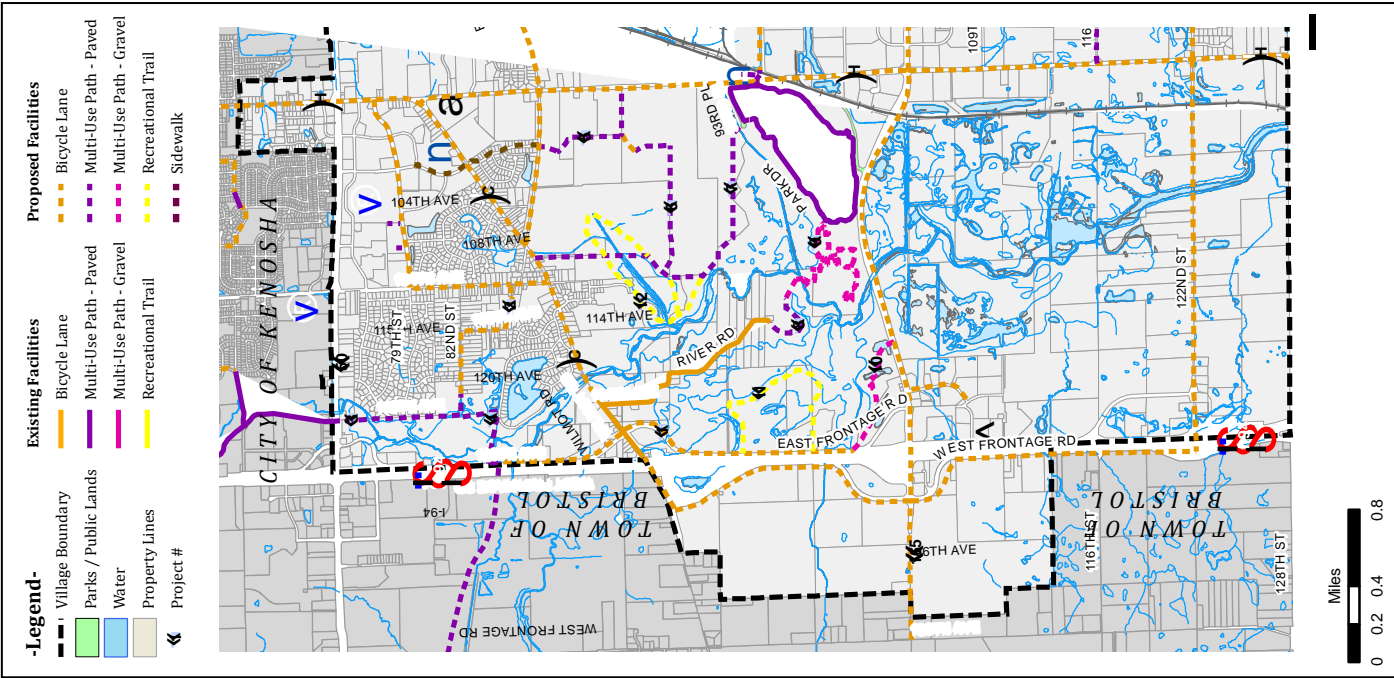 -Legend-
Village Boundary
Parks / Public Lands
Water
Property Lines
Project #
Existing Facilities
Bicycle Lane
Multi-Use Path - Paved
Multi-Use Path - Gravel
Recreational Trail
Proposed Facilities
Bicycle Lane
Multi-Use Path - Paved
Multi-Use Path - Gravel
Recreational Trail
Sidewalk
CITY OF KENOSHA
V
V
n
a
n
104TH AVE
108TH AVE
79TH ST
82ND ST
114TH AVE
120TH AVE
WILMOT RD
RIVER RD
93RD PL
PARK DR
109T
116
I-94
EAST FRONTAGE RD
WEST FRONTAGE RD
WEST FRONTAGE RD
TOWN OF
BRISTOL
TOWN OF
BRISTOL
116TH ST
122ND ST
128TH ST
Miles
0 0.2 0.4 0.8